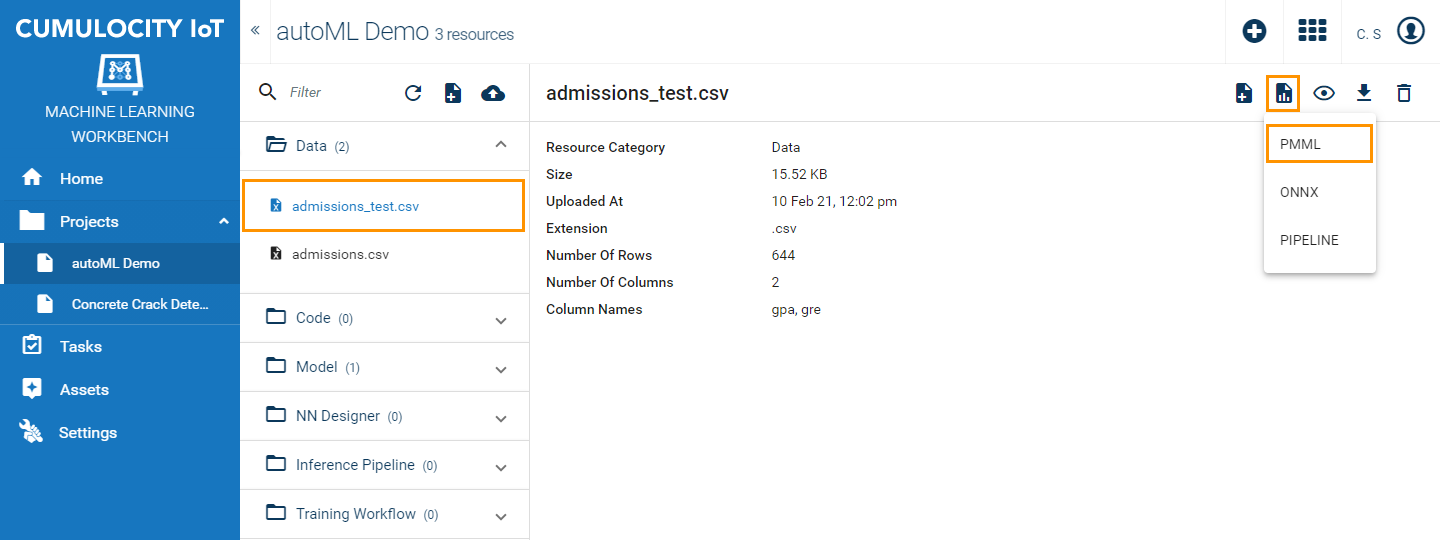 CUMULOCITY IoT
MACHINE LEARNING
WORKBENCH
Home
Projects
autoML Demo
Concrete Crack Dete...
Tasks
Assets
Settings
« autoML Demo 3 resources
C. S
Filter
Data (2)
admissions_test.csv
admissions.csv
Code (0)
Model (1)
NN Designer (0)
Inference Pipeline (0)
Training Workflow (0)
admissions_test.csv
Resource Category Data
Size 15.52 KB
Uploaded At 10 Feb 21, 12:02 pm
Extension .csv
Number Of Rows 644
Number Of Columns 2
Column Names gpa, gre
PMML
ONNX
PIPELINE